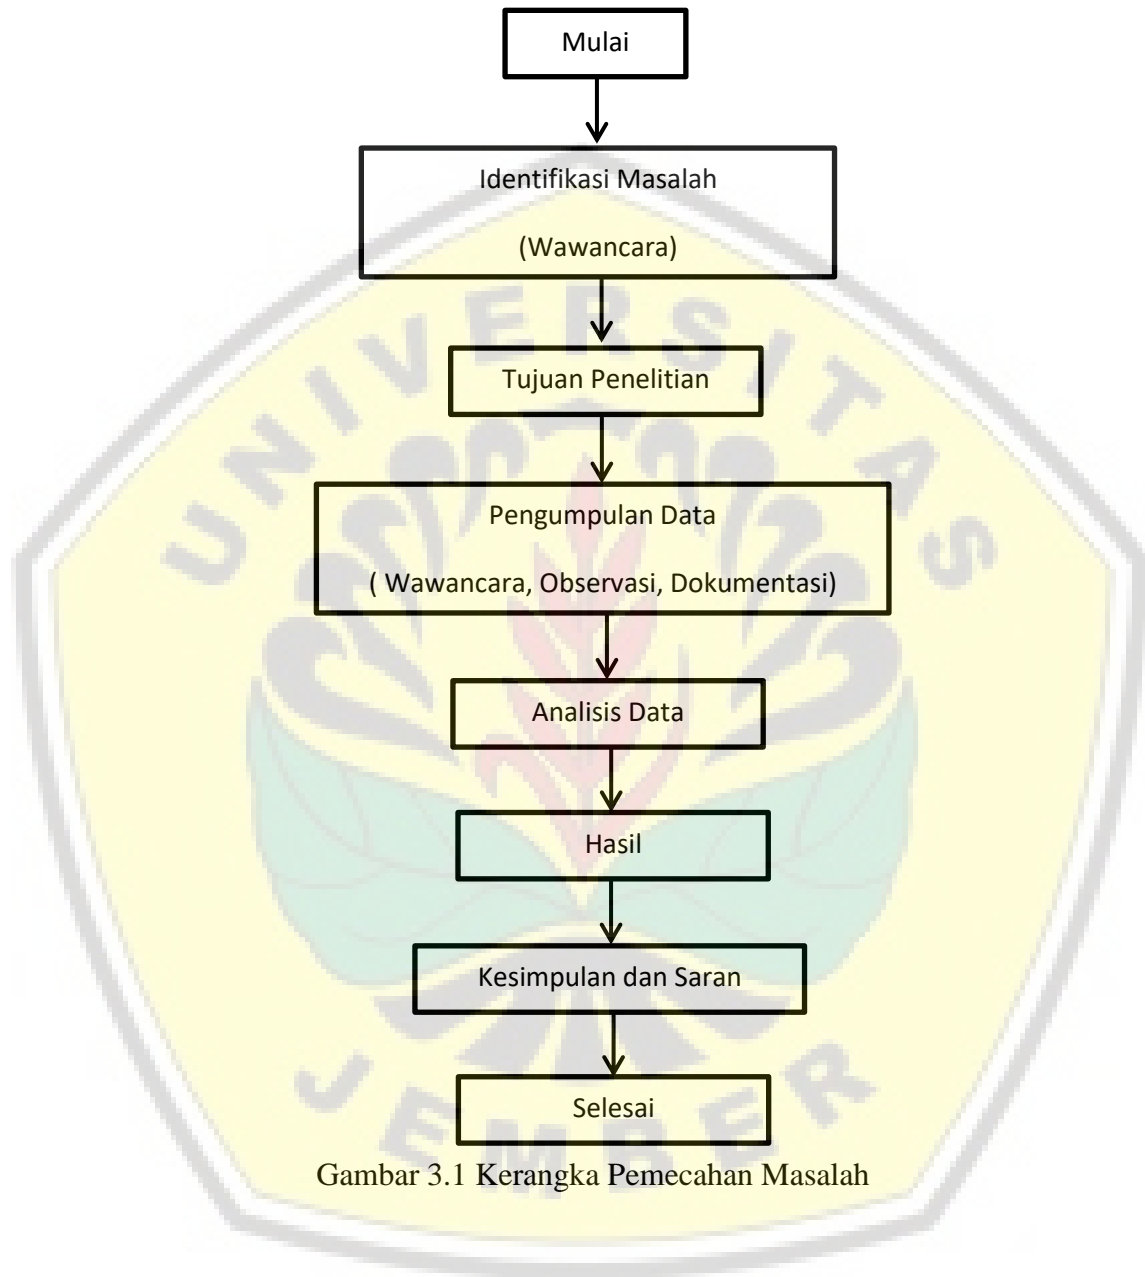 Mulai
Identifikasi Masalah
(Wawancara)
UNIVERSITAS
Tujuan Penelitian
Pengumpulan Data
( Wawancara, Observasi, Dokumentasi)
Analisis Data
Hasil
Kesimpulan dan Saran
Selesai
JEMBER
Gambar 3.1 Kerangka Pemecahan Masalah